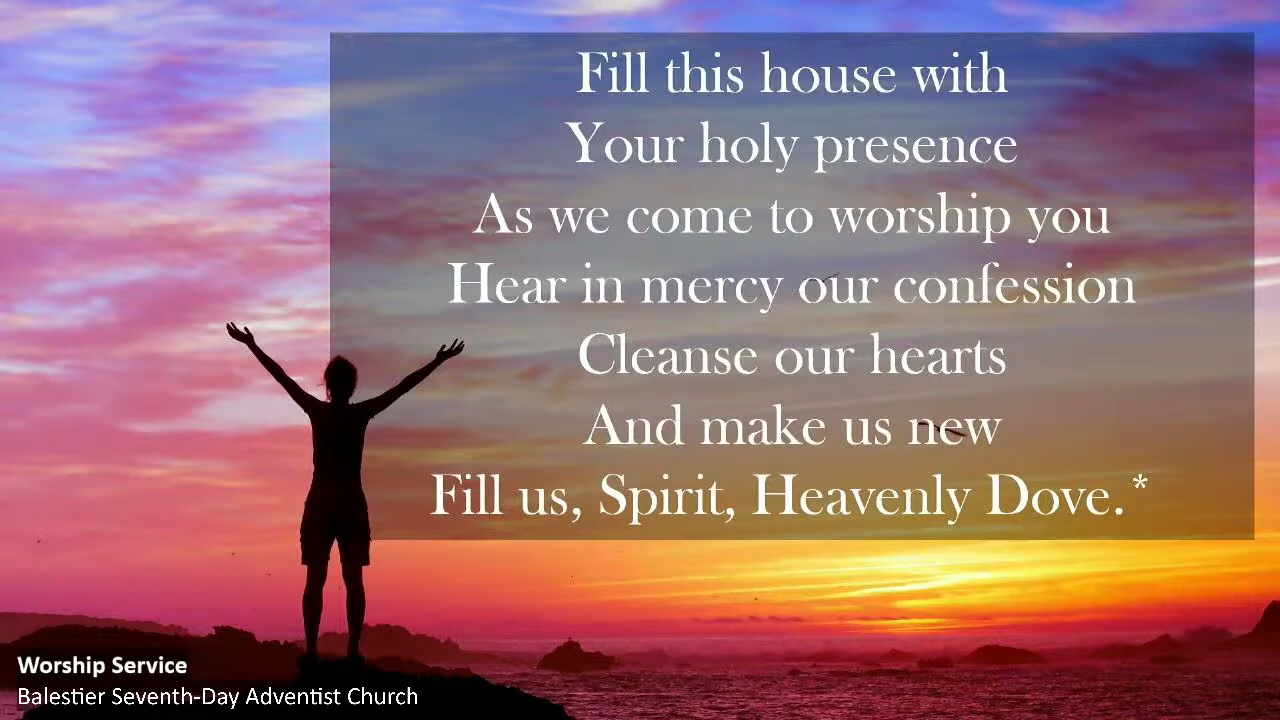 Fill this house with
Your holy presence
As we come to worship you
Hear in mercy our confession
Cleanse our hearts
And make us new
Fill us, Spirit, Heavenly Dove.*
Worship Service
Balestier Seventh-Day Adventist Church